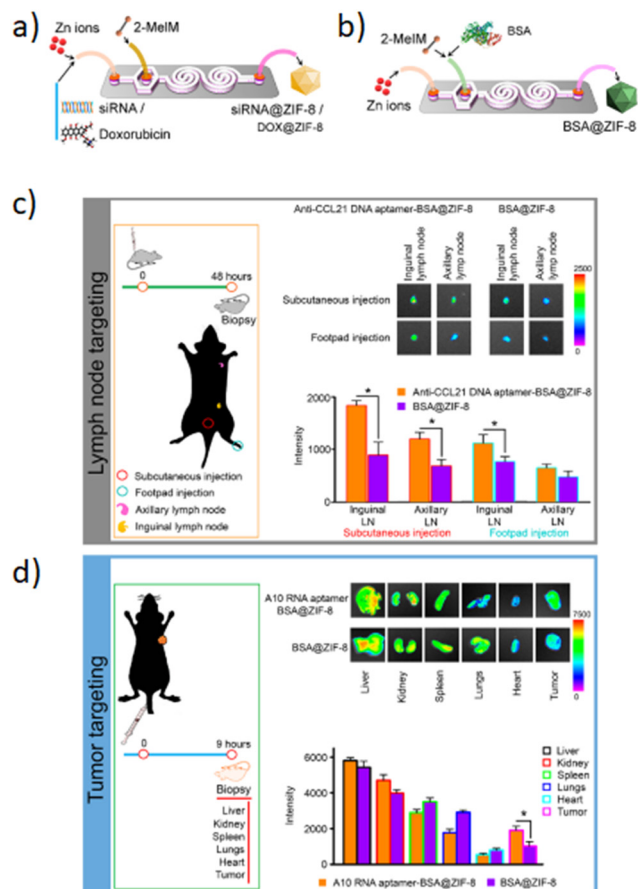 a)
Zn ions
2-MeIM
siRNA /
Doxorubicin
siRNA@ZIF-8 /
DOX@ZIF-8
b)
2-MeIM
BSA
Zn ions
BSA@ZIF-8
c)
Lymph node targeting
0
48 hours
Biopsy
Subcutaneous injection
Footpad injection
Axillary lymph node
Inguinal lymph node
Anti-CCL21 DNA aptamer-BSA@ZIF-8
BSA@ZIF-8
Inguinal lymph node
Axillary lymp node
Inguinal lymph node
Axillary lymp node
Subcutaneous injection
Footpad injection
2500
0
Anti-CCL21 DNA aptamer-BSA@ZIF-8
BSA@ZIF-8
Intensity
2000
1000
0
*
*
*
Inguinal LN
Axillary LN
Inguinal LN
Axillary LN
Subcutaneous injection
Footpad injection
d)
Tumor targeting
0
9 hours
Biopsy
Liver
Kidney
Spleen
Lungs
Heart
Tumor
A10 RNA aptamer
BSA@ZIF-8
BSA@ZIF-8
Liver
Kidney
Spleen
Lungs
Heart
Tumor
7500
0
Intensity
6000
4000
2000
0
*
Liver
Kidney
Spleen
Lungs
Heart
Tumor
A10 RNA aptamer-BSA@ZIF-8
BSA@ZIF-8